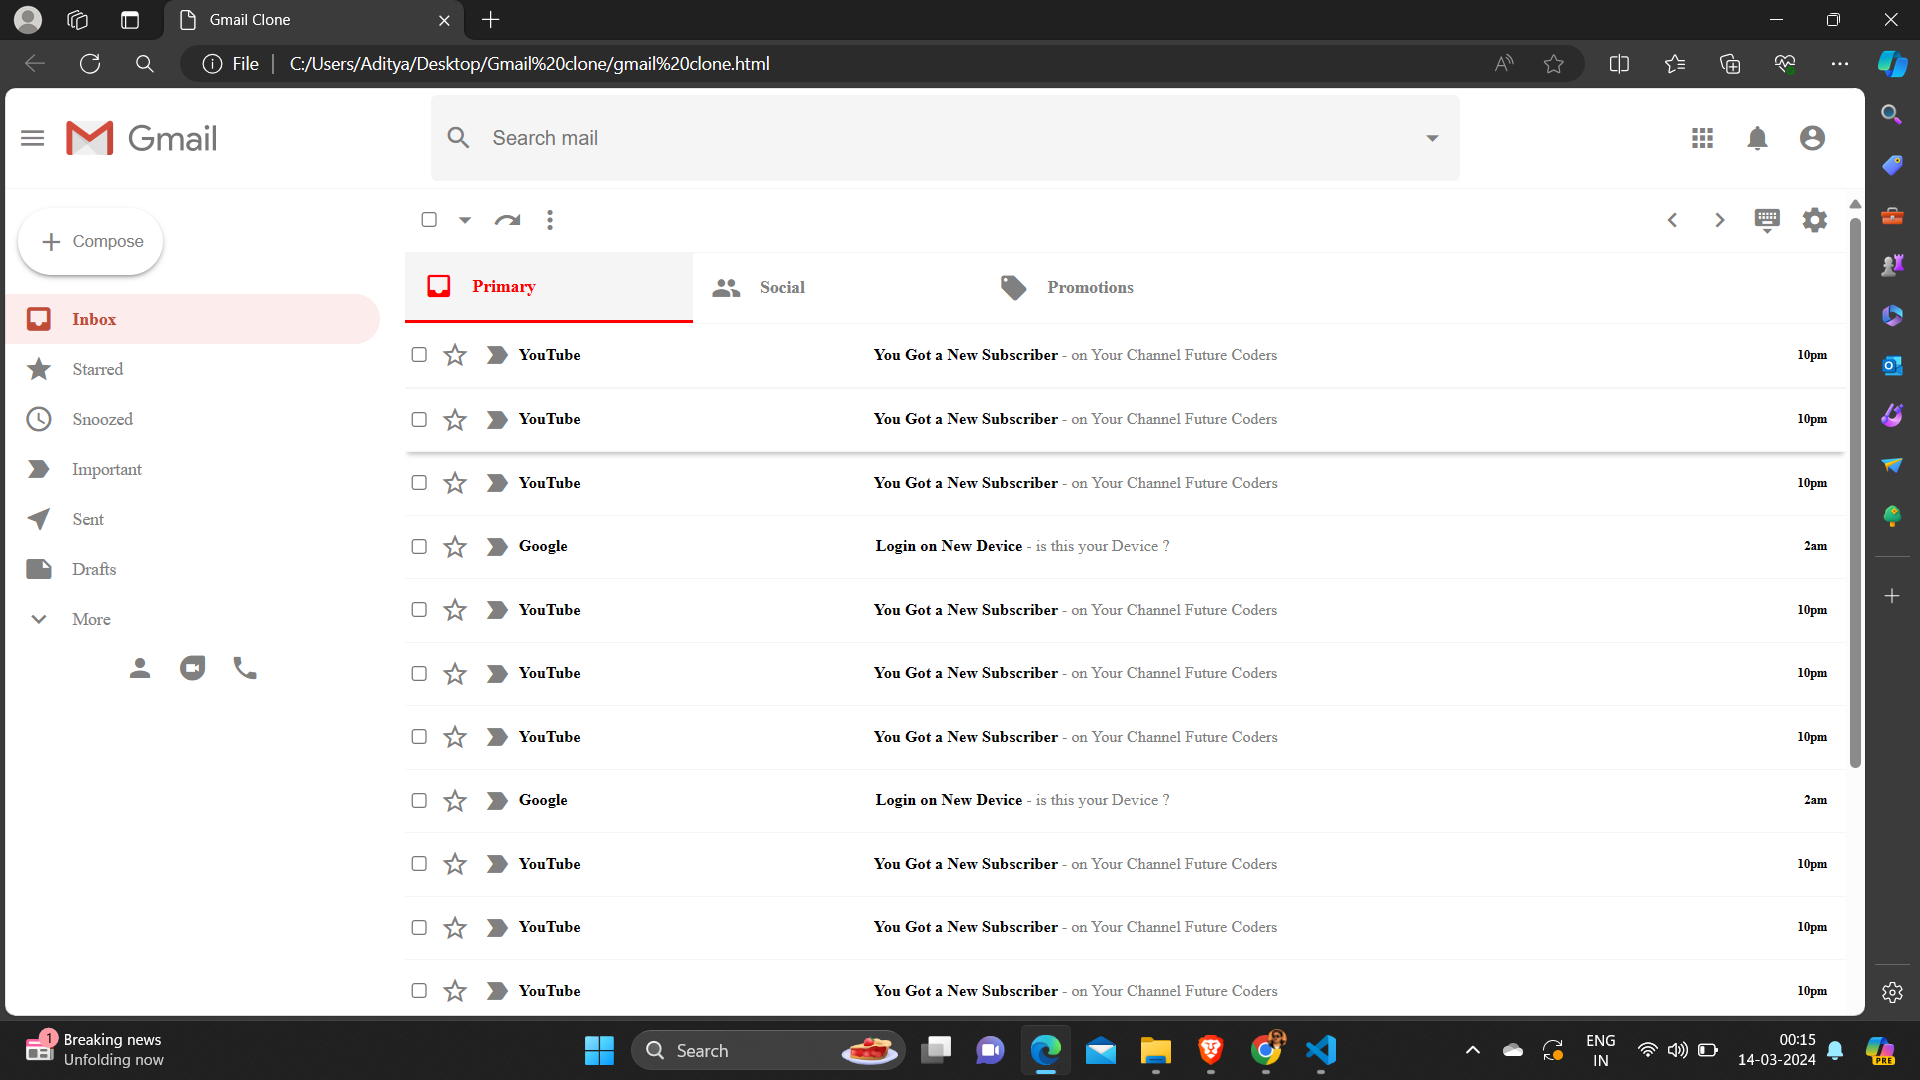 Gmail Clone
File
C:/Users/Aditya/Desktop/Gmail%20clone/gmail%20clone.html
Gmail
Search mail
Compose
Primary
Social
Promotions
Inbox
Starred
Snoozed
Important
Sent
Drafts
More
YouTube You Got a New Subscriber - on Your Channel Future Coders 10pm
YouTube You Got a New Subscriber - on Your Channel Future Coders 10pm
YouTube You Got a New Subscriber - on Your Channel Future Coders 10pm
Google Login on New Device - is this your Device ? 2am
YouTube You Got a New Subscriber - on Your Channel Future Coders 10pm
YouTube You Got a New Subscriber - on Your Channel Future Coders 10pm
YouTube You Got a New Subscriber - on Your Channel Future Coders 10pm
Google Login on New Device - is this your Device ? 2am
YouTube You Got a New Subscriber - on Your Channel Future Coders 10pm
YouTube You Got a New Subscriber - on Your Channel Future Coders 10pm
YouTube You Got a New Subscriber - on Your Channel Future Coders 10pm
1
Breaking news
Unfolding now
Search
ENG
IN
00:15
14-03-2024
PRE